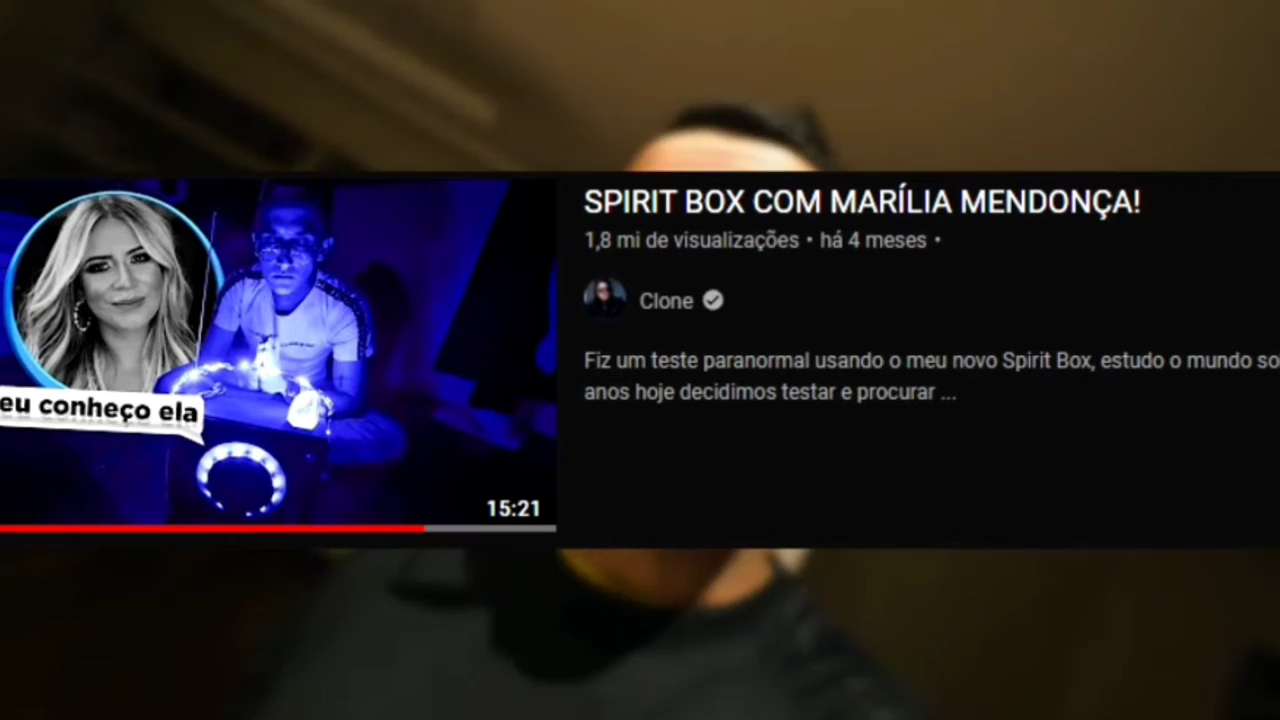 SPIRIT BOX COM MARÍLIA MENDONÇA!
1,8 mi de visualizações • há 4 meses •
Clone
Fiz um teste paranormal usando o meu novo Spirit Box, estudo o mundo so
anos hoje decidimos testar e procurar ...
eu conheço ela
15:21